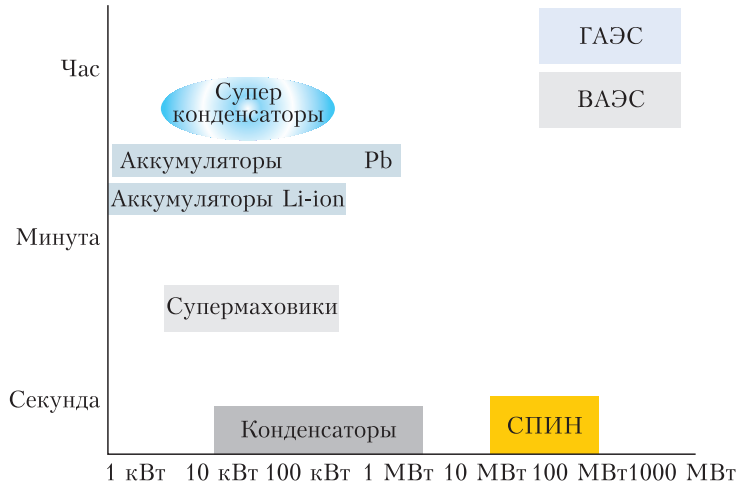 ГАЭС
Час
ВАЭС
Супер
конденсаторы
Аккумуляторы Pb
Аккумуляторы Li-ion
Минута
Супермаховики
Секунда
Конденсаторы
СПИН
1 кВт 10 кВт 100 кВт 1 МВт 10 МВт 100 МВт 1000 МВт